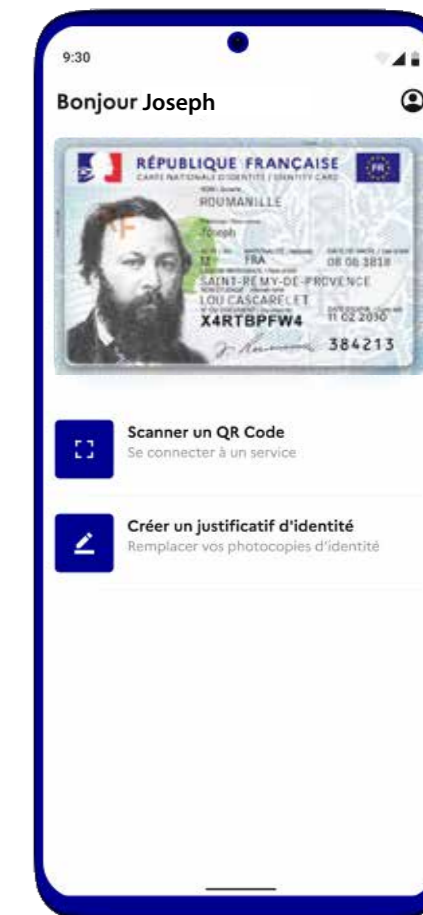 9:30
Bonjour Joseph
RÉPUBLIQUE FRANÇAISE
FR
CARTE NATIONALE D'IDENTITÉ / IDENTITY CARD
ROUMANILLE
RF
Joseph
FRA
08 08 1818
SAINT-RÉMY-DE-PROVENCE
LOU CASCARELET
X4RTBPFW4
11 02 2030
384213
Scanner un QR Code
Se connecter à un service
Créer un justificatif d'identité
Remplacer vos photocopies d'identité